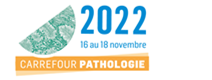 2022
16 au 18 novembre
CARREFOUR PATHOLOGIE